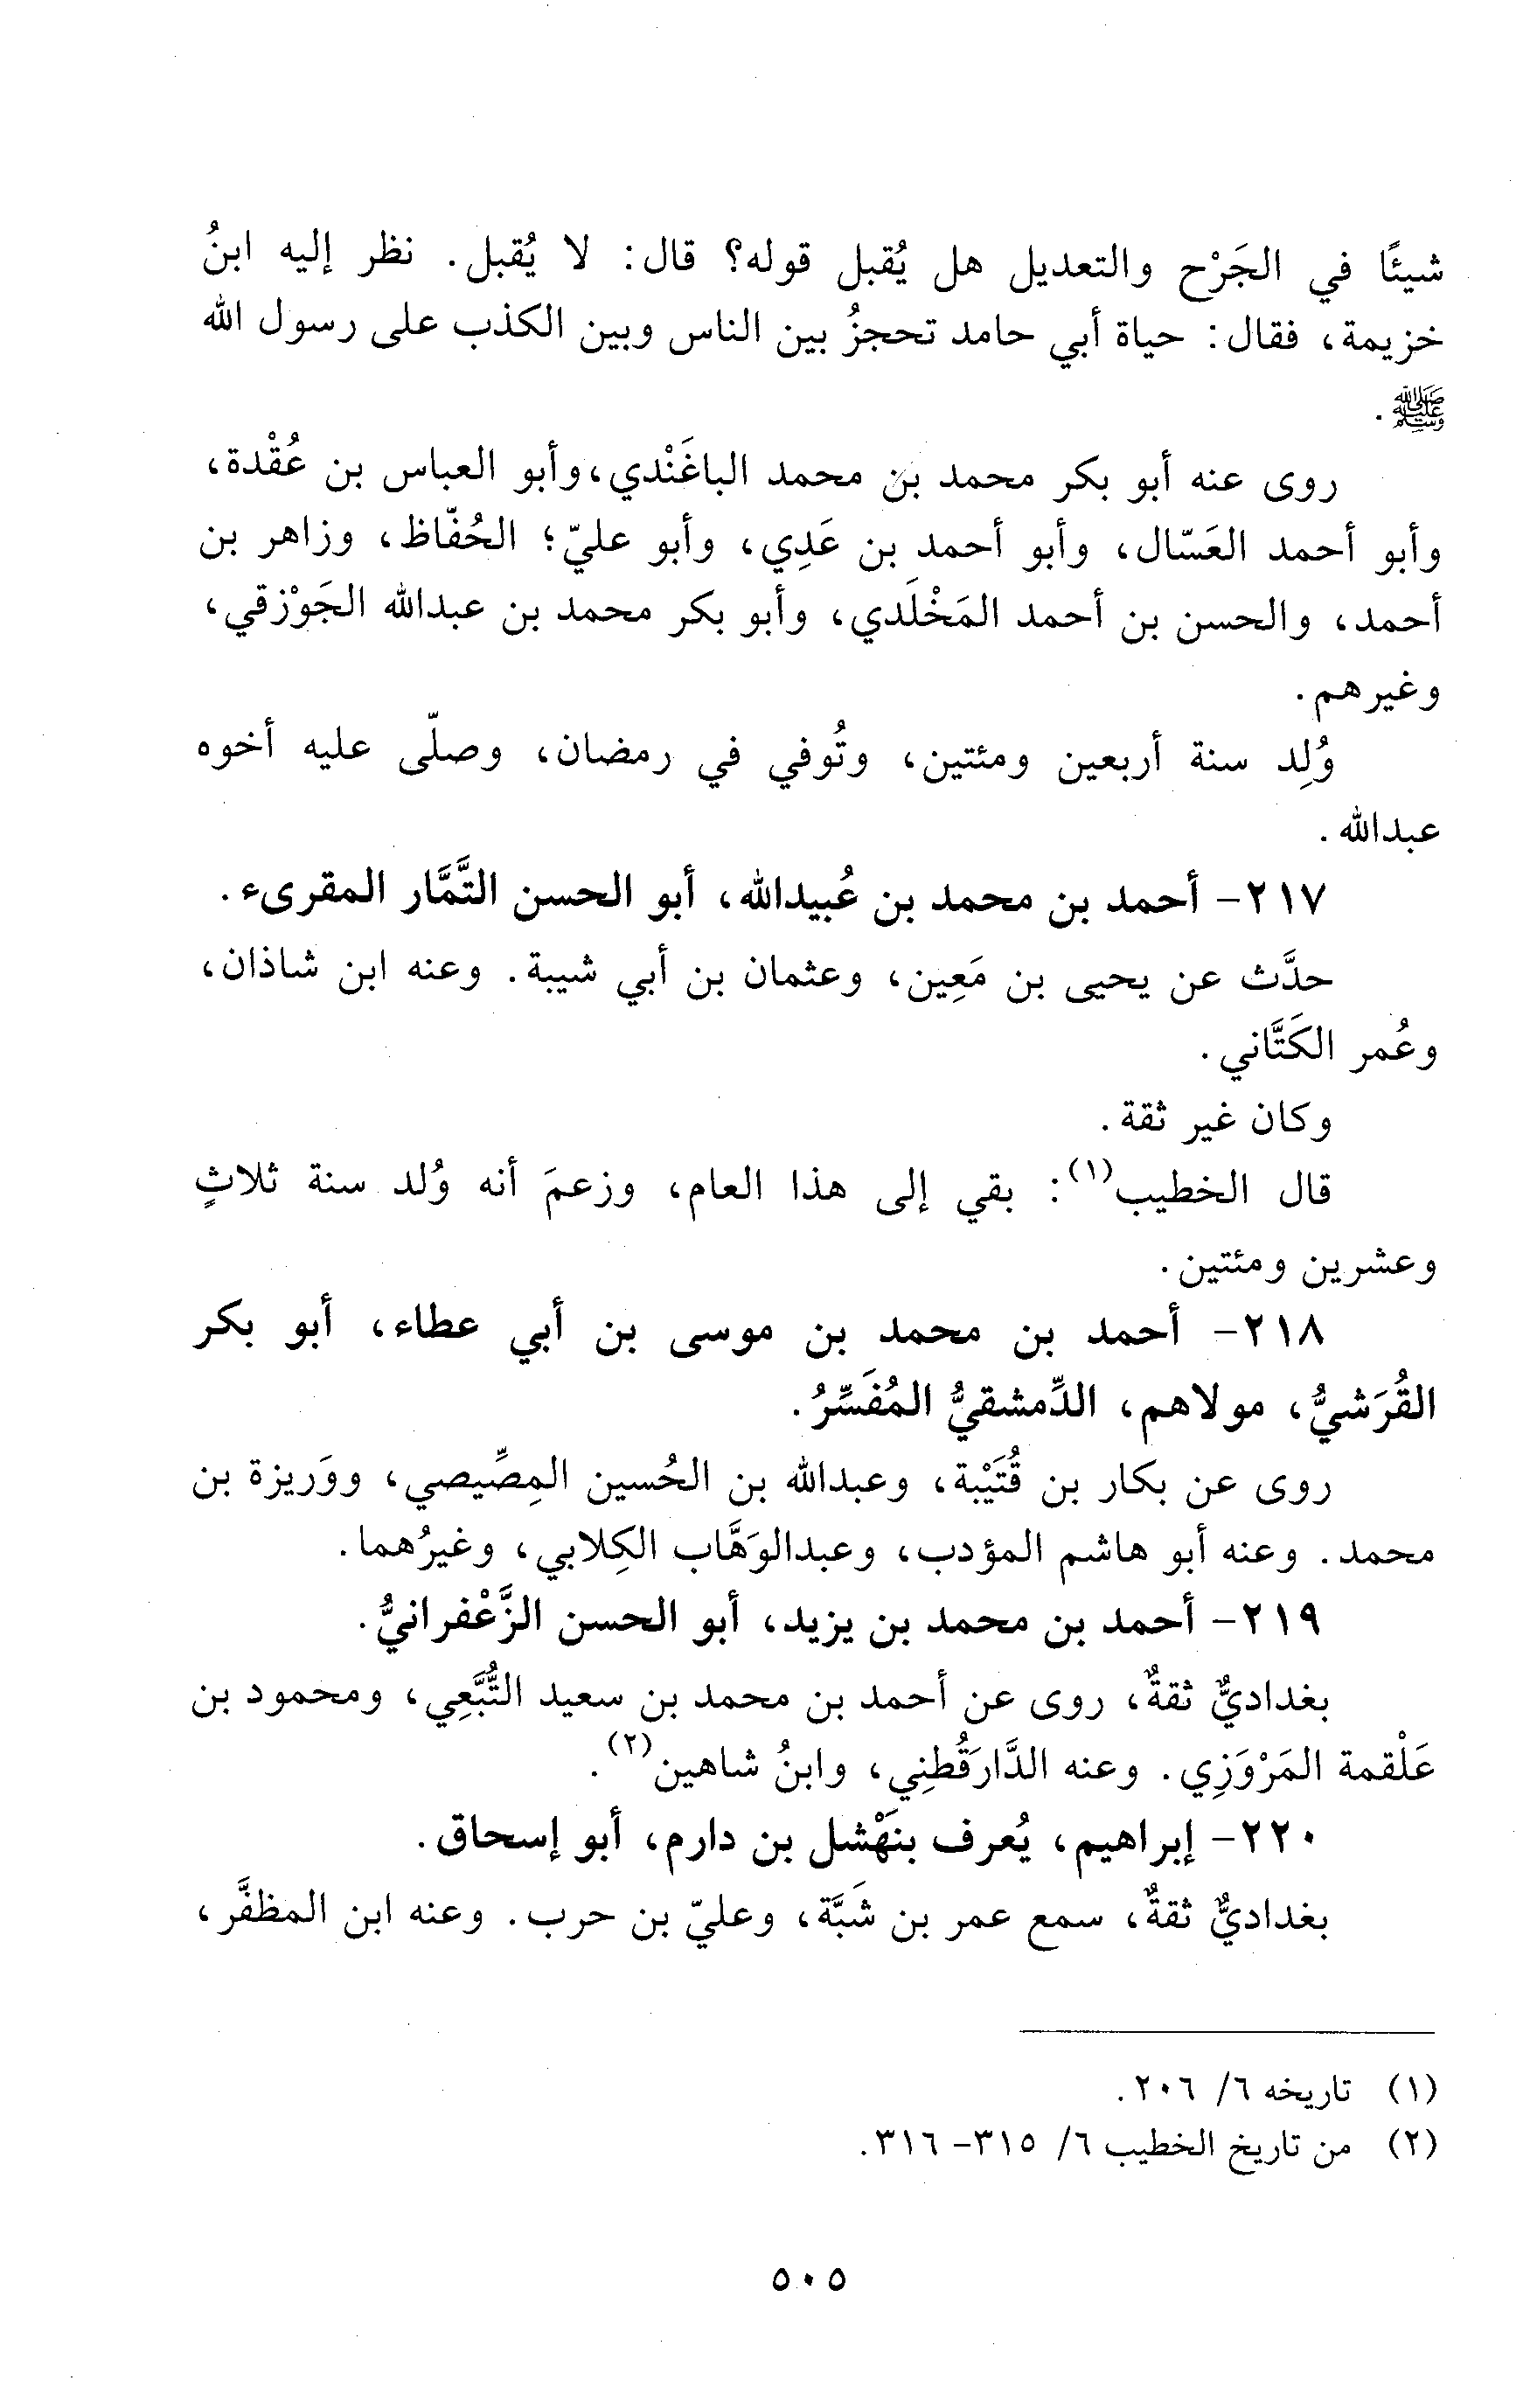 شيئًا في الجَرْح والتعديل هل يُقبل قوله؟ قال: لا يُقبل. نظر إليه ابنُ
خزيمة، فقال: حياة أبي حامد تحجزُ بين الناس وبين الكذب على رسول الله
ﷺ.
روى عنه أبو بكر محمد بن محمد الباغَنْدي، وأبو العباس بن عُقْدة،
وأبو أحمد العَسّال، وأبو أحمد بن عَدِي، وأبو عليّ؛ الحُفّاظ، وزاهر بن
أحمد، والحسن بن أحمد المَخْلَدي، وأبو بكر محمد بن عبدالله الجَوْزقي،
وغيرهم.
وُلِد سنة أربعين ومئتين، وتُوفي في رمضان، وصلّى عليه أخوه
عبدالله.
٢١٧- أحمد بن محمد بن عُبيدالله، أبو الحسن التَّمَّار المقرىء.
حدَّث عن يحيى بن مَعِين، وعثمان بن أبي شيبة. وعنه ابن شاذان،
وعُمر الكَتَّاني.
وكان غير ثقة.
قال الخطيب(١): بقي إلى هذا العام، وزعمَ أنه وُلد سنة ثلاثٍ
وعشرين ومئتين.
٢١٨- أحمد بن محمد بن موسى بن أبي عطاء، أبو بكر
القُرَشيُّ، مولاهم، الدِّمشقيُّ المُفَسِّرُ.
روى عن بكار بن قُتَيْبة، وعبدالله بن الحُسين المِصِّيصي، ووَريزة بن
محمد. وعنه أبو هاشم المؤدب، وعبدالوَهَّاب الكِلابي، وغيرُهما.
٢١٩- أحمد بن محمد بن يزيد، أبو الحسن الزَّعْفرانيُّ.
بغداديٌّ ثقةٌ، روى عن أحمد بن محمد بن سعيد التُّبَّعِي، ومحمود بن
عَلْقمة المَرْوَزِي. وعنه الدَّارَقُطنِي، وابنُ شاهين(٢).
٢٢٠- إبراهيم، يُعرف بنَهْشل بن دارم، أبو إسحاق.
بغداديٌّ ثقةٌ، سمع عمر بن شَبَّة، وعليّ بن حرب. وعنه ابن المظفَّر،
(١) تاريخه ٦/ ٢٠٦.
(٢) من تاريخ الخطيب ٦/ ٣١٥- ٣١٦.
٥٠٥